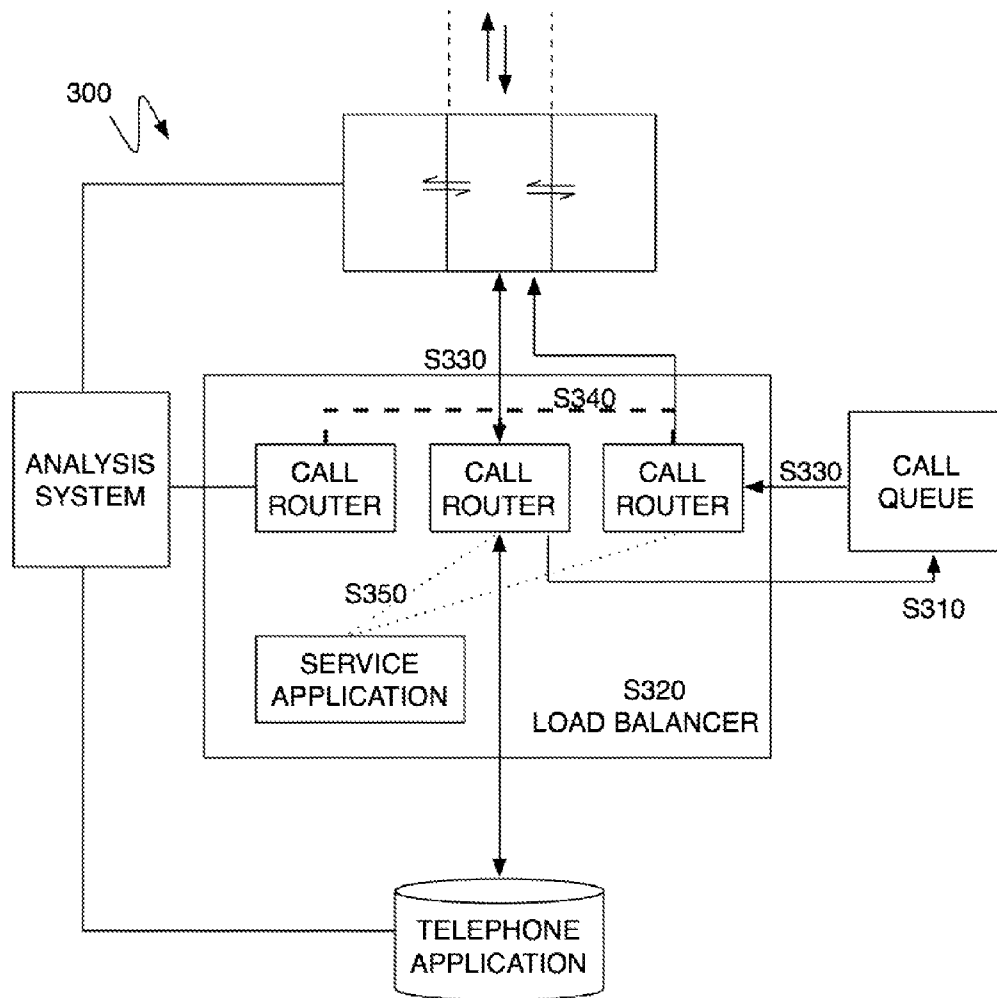 300
S330
S340
ANALYSIS
SYSTEM
CALL
ROUTER
CALL
ROUTER
CALL
ROUTER
S330
CALL
QUEUE
S310
S350
SERVICE
APPLICATION
S320
LOAD BALANCER
TELEPHONE
APPLICATION